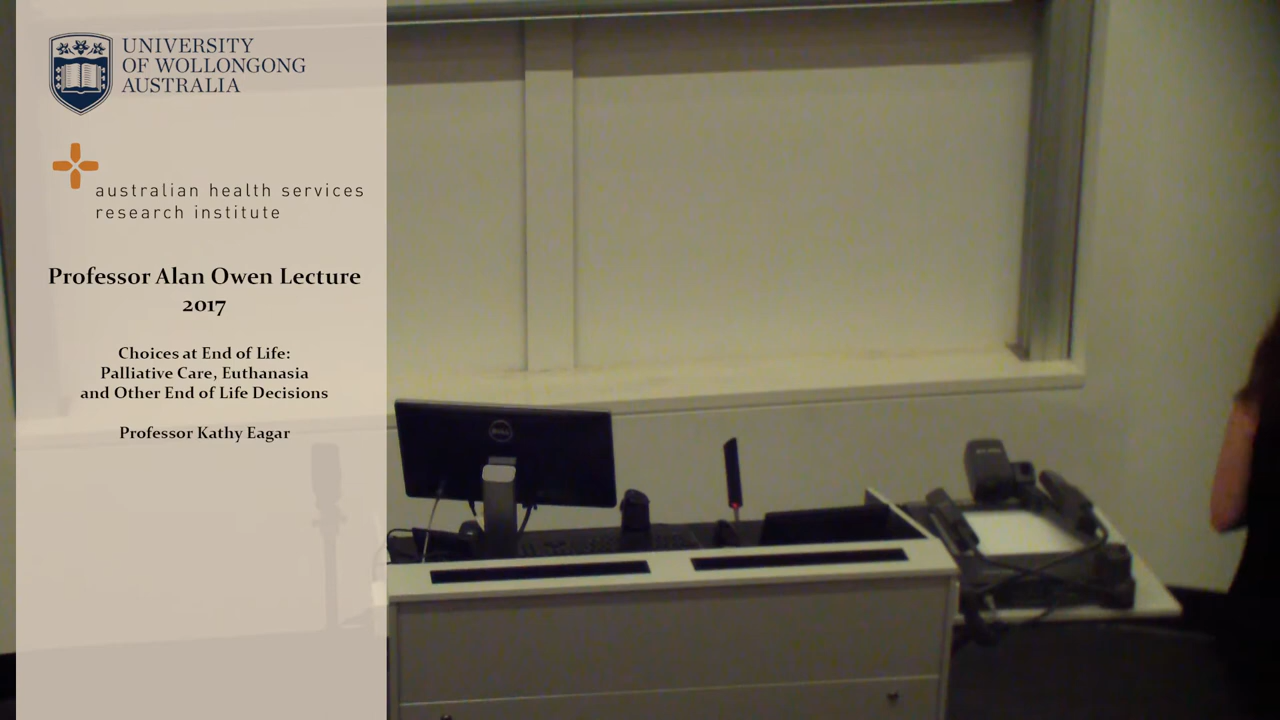 UNIVERSITY
OF WOLLONGONG
AUSTRALIA
australian health services
research institute
Professor Alan Owen Lecture
2017
Choices at End of Life:
Palliative Care, Euthanasia
and Other End of Life Decisions
Professor Kathy Eagar
DELL